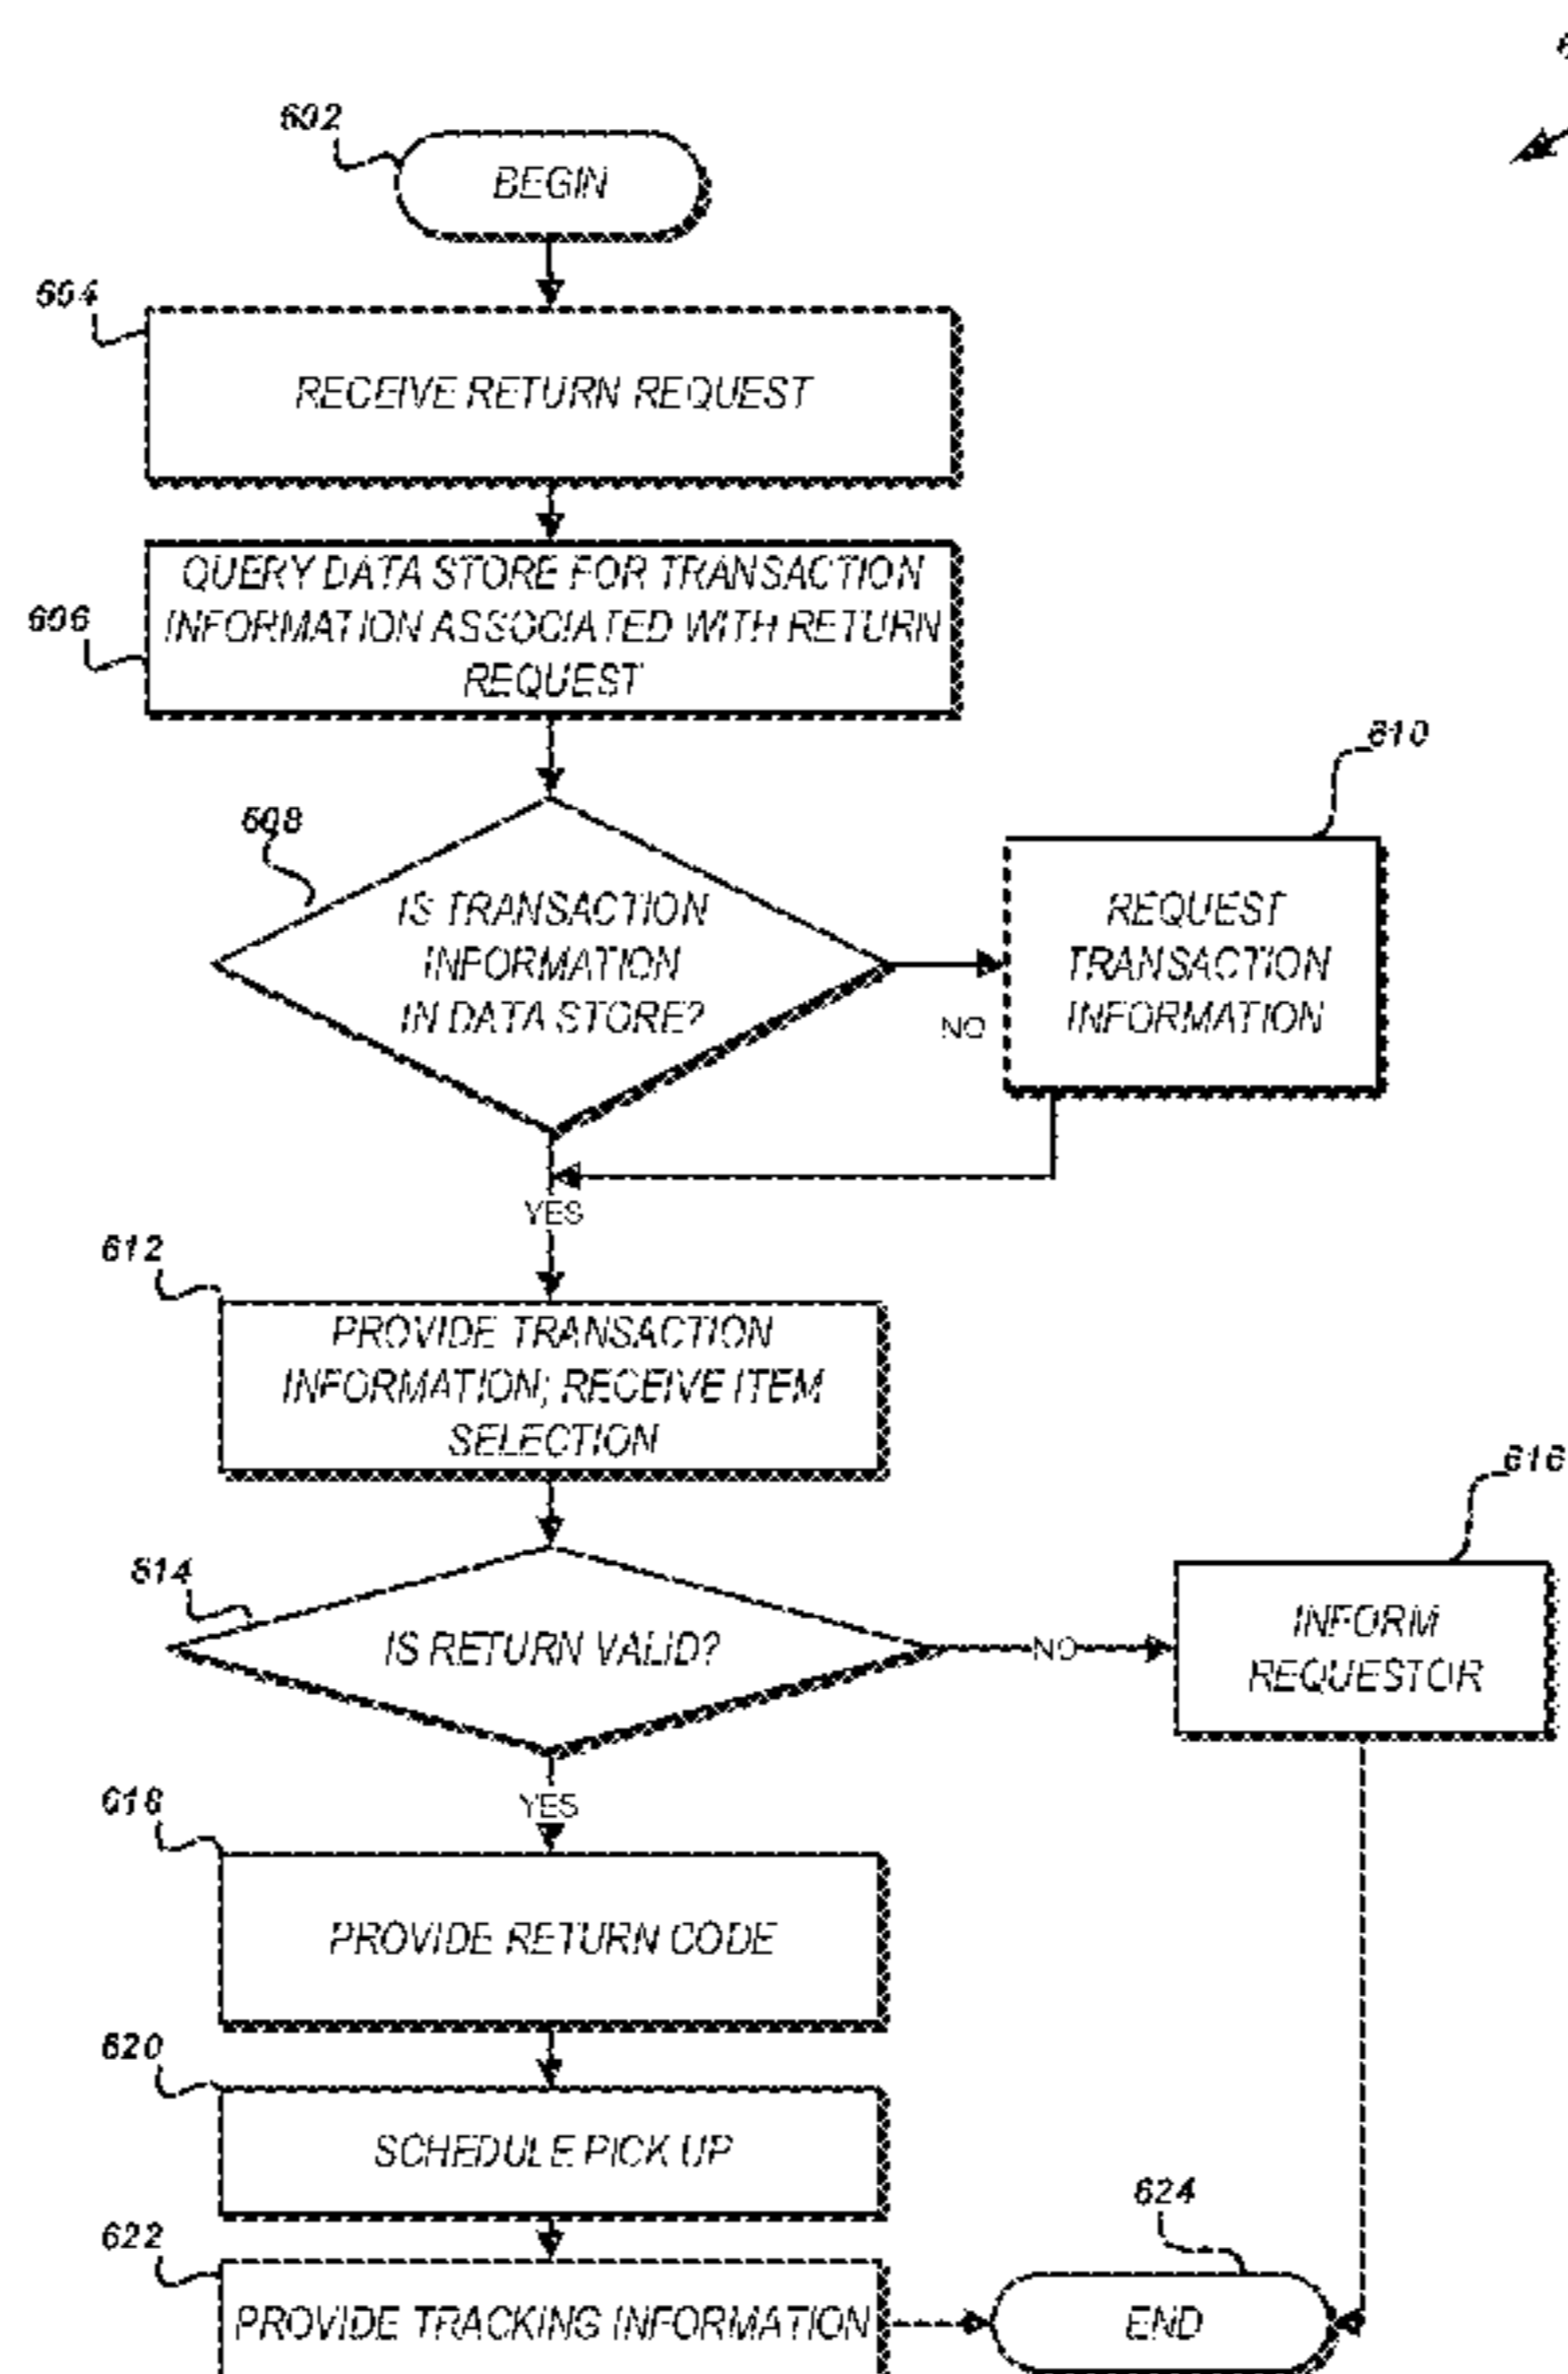 602
BEGIN
604
RECEIVE RETURN REQUEST
606
QUERY DATA STORE FOR TRANSACTION
INFORMATION ASSOCIATED WITH RETURN
REQUEST
608
IS TRANSACTION
INFORMATION
IN DATA STORE?
NO
610
REQUEST
TRANSACTION
INFORMATION
YES
612
PROVIDE TRANSACTION
INFORMATION; RECEIVE ITEM
SELECTION
614
IS RETURN VALID?
NO
616
INFORM
REQUESTOR
YES
618
PROVIDE RETURN CODE
620
SCHEDULE PICK UP
622
PROVIDE TRACKING INFORMATION
624
END